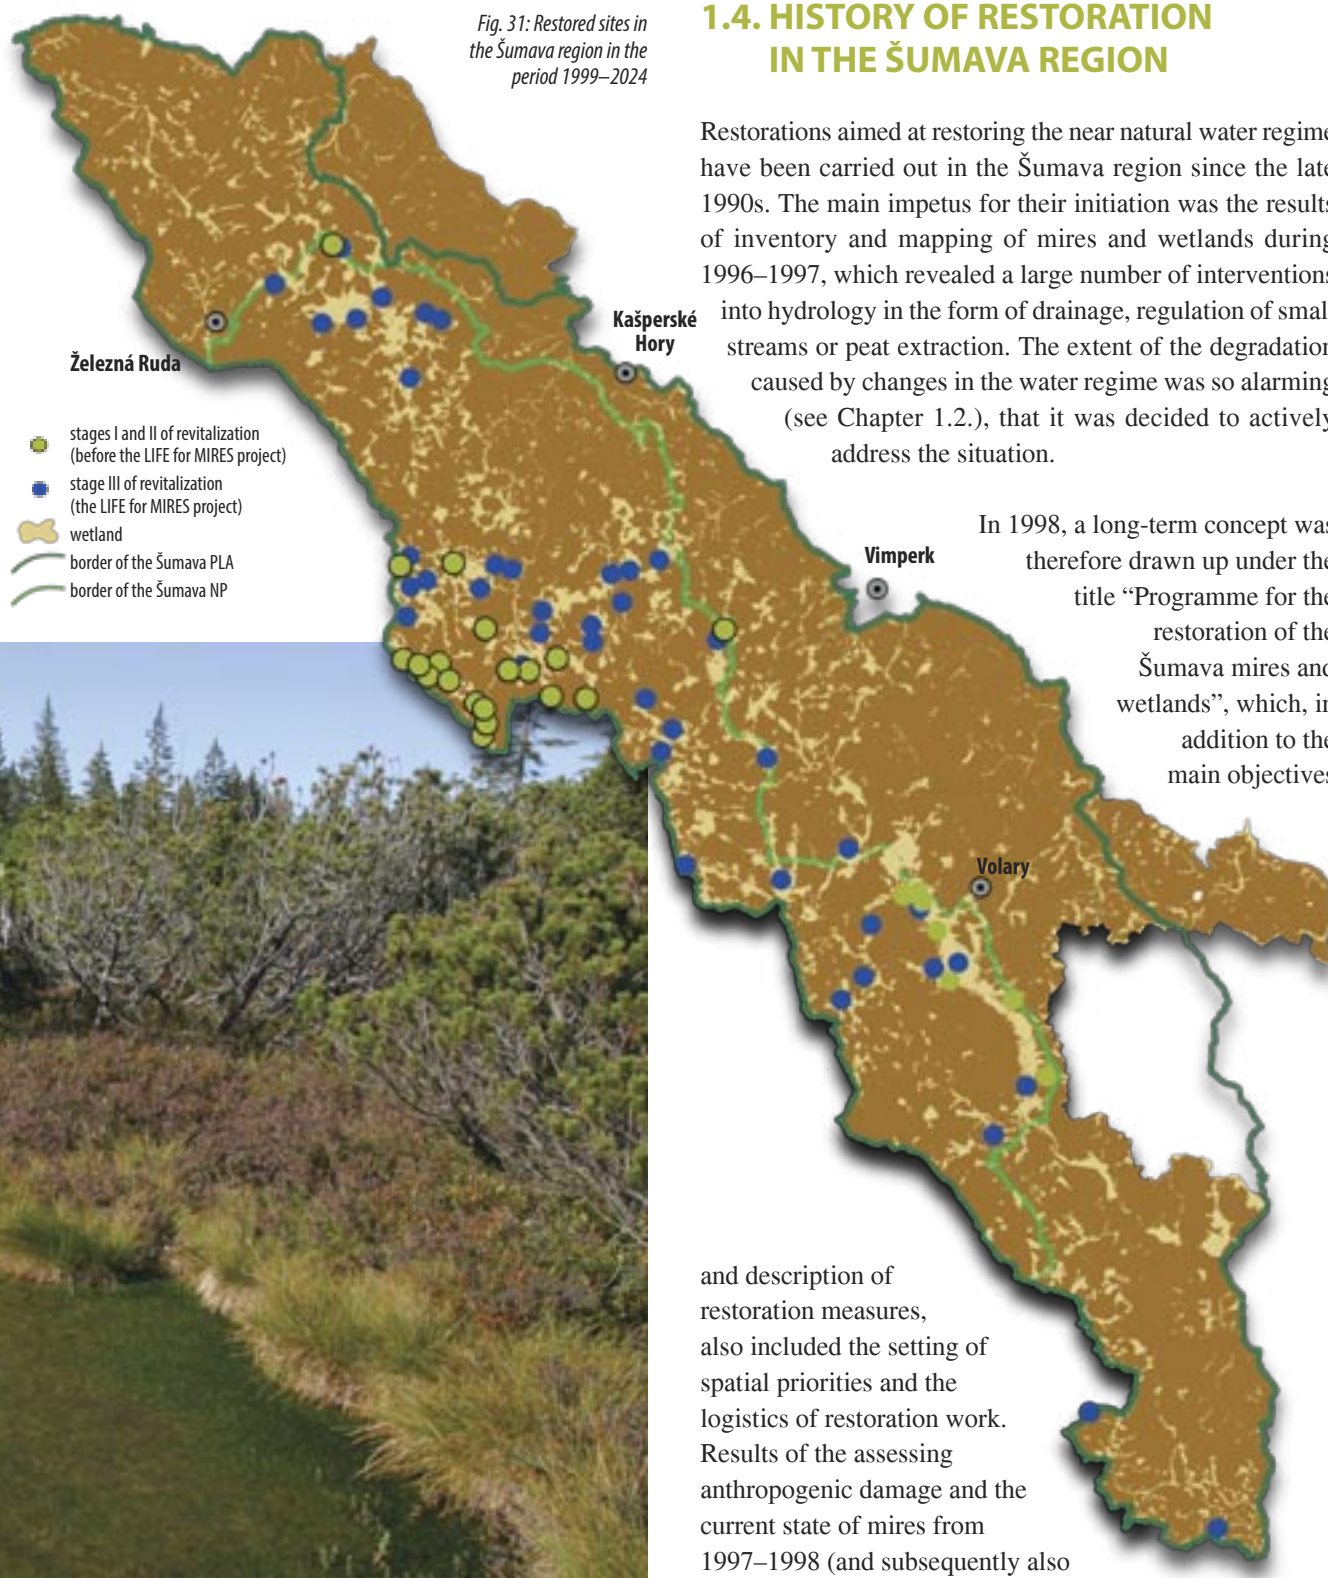 Fig. 31: Restored sites in
the Šumava region in the
period 1999–2024
1.4. HISTORY OF RESTORATION
IN THE ŠUMAVA REGION
Restorations aimed at restoring the near natural water regime
have been carried out in the Šumava region since the late
1990s. The main impetus for their initiation was the results
of inventory and mapping of mires and wetlands during
1996–1997, which revealed a large number of interventions
into hydrology in the form of drainage, regulation of small
streams or peat extraction. The extent of the degradation
caused by changes in the water regime was so alarming
(see Chapter 1.2.), that it was decided to actively
address the situation.
In 1998, a long-term concept was
therefore drawn up under the
title “Programme for the
restoration of the
Šumava mires and
wetlands”, which, in
addition to the
main objectives
and description of
restoration measures,
also included the setting of
spatial priorities and the
logistics of restoration work.
Results of the assessing
anthropogenic damage and the
current state of mires from
1997–1998 (and subsequently also
Železná Ruda
Kašperské
Hory
Vimperk
Volary
stages I and II of revitalization
(before the LIFE for MIRES project)
stage III of revitalization
(the LIFE for MIRES project)
wetland
border of the Šumava PLA
border of the Šumava NP